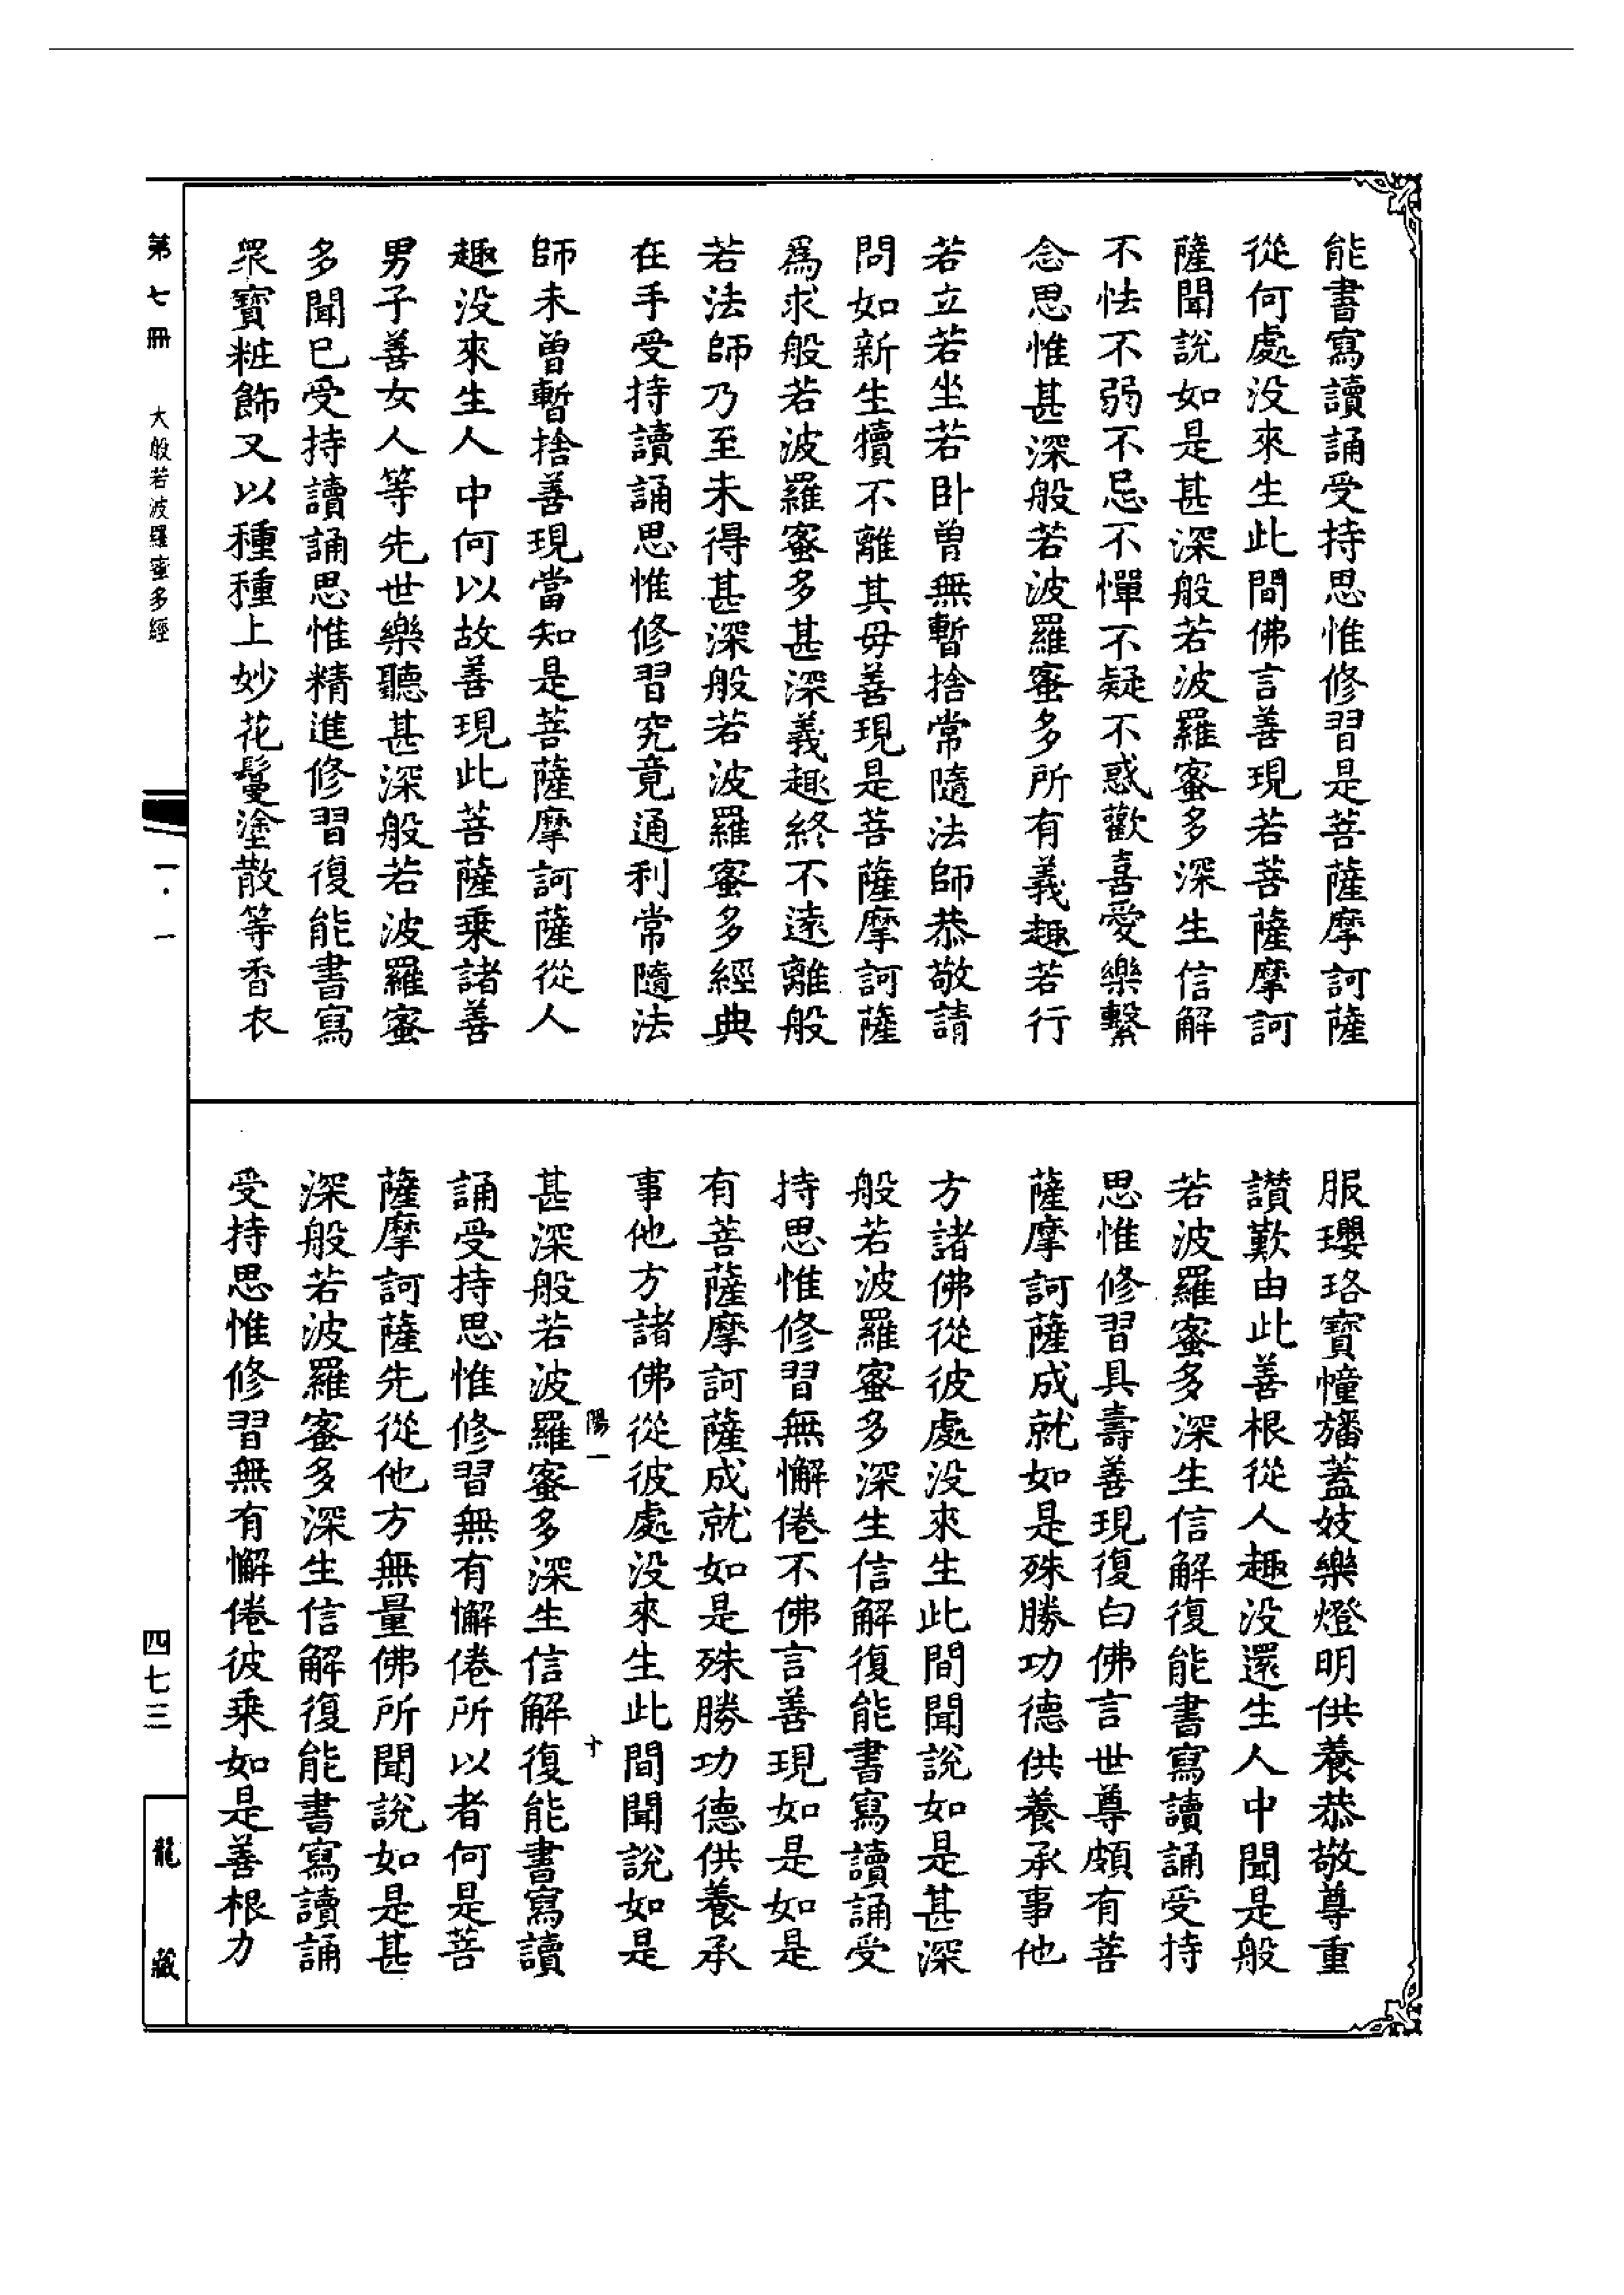 能書寫讀誦受持思惟修習是菩薩摩訶薩
從何處没來生此間佛言善現若菩薩摩訶
薩聞說如是甚深般若波羅蜜多深生信解
不怯不弱不忌不憚不疑不惑歡喜愛樂繫
念思惟甚深般若波羅蜜多所有義趣若行
若立若坐若卧曾無暫捨常隨法師恭敬請
問如新生犢不離其母善現是菩薩摩訶薩
爲求般若波羅蜜多甚深義趣終不遠離般
若法師乃至未得甚深般若波羅蜜多經典
在手受持讀誦思惟修習究竟通利常隨法
師未曾暫捨善現當知是菩薩摩訶薩從人
趣没來生人中何以故善現此菩薩乘諸善
男子善女人等先世樂聽甚深般若波羅蜜
多聞已受持讀誦思惟精進修習復能書寫
衆寶粧飾又以種種上妙花鬘塗散等香衣
服瓔珞寶幢旛蓋妓樂燈明供養恭敬尊重
讃歎由此善根從人趣没還生人中聞是般
若波羅蜜多深生信解復能書寫讀誦受持
思惟修習具壽善現復白佛言世尊頗有菩
薩摩訶薩成就如是殊勝功德供養承事他
方諸佛從彼處没來生此間聞說如是甚深
般若波羅蜜多深生信解復能書寫讀誦受
持思惟修習無懈倦不佛言善現如是如是
有菩薩摩訶薩成就如是殊勝功德供養承
事他方諸佛從彼處没來生此間聞說如是
陽一 十
甚深般若波羅蜜多深生信解復能書寫讀
誦受持思惟修習無有懈倦所以者何是菩
薩摩訶薩先從他方無量佛所聞說如是甚
深般若波羅蜜多深生信解復能書寫讀誦
受持思惟修習無有懈倦彼乘如是善根力
第七冊 大般若波羅蜜多經 一·一 四七三 龍藏